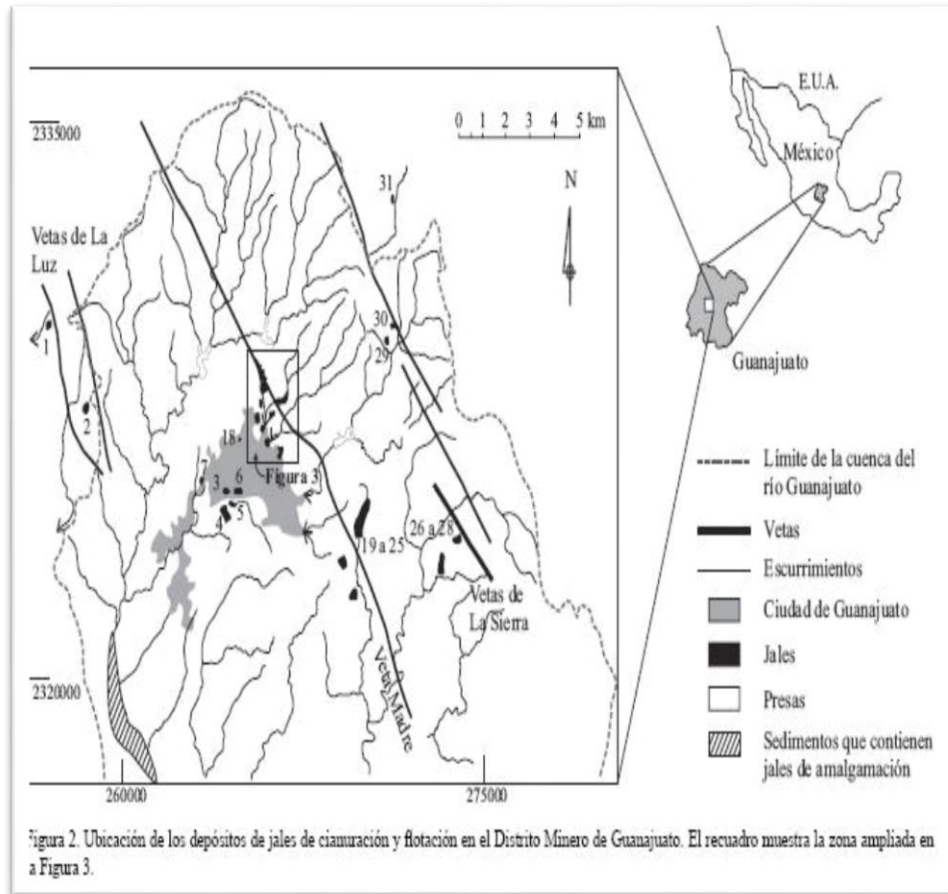 E.U.A.
2335000
0 1 2 3 4 5 km
México
N
31
Vetas de La
Luz
30
1
29
Guanajuato
2
18
7
Figura 3
3
6
Límite de la cuenca del
río Guanajuato
4
5
26 a 28
19 a 25
Vetas
Escurrimientos
Vetas de
La Sierra
Ciudad de Guanajuato
Jales
Veta Madre
2320000
Presas
Sedimentos que contienen
jales de amalgamación
260000
275000
Figura 2. Ubicación de los depósitos de jales de cianuración y flotación en el Distrito Minero de Guanajuato. El recuadro muestra la zona ampliada en
a Figura 3.